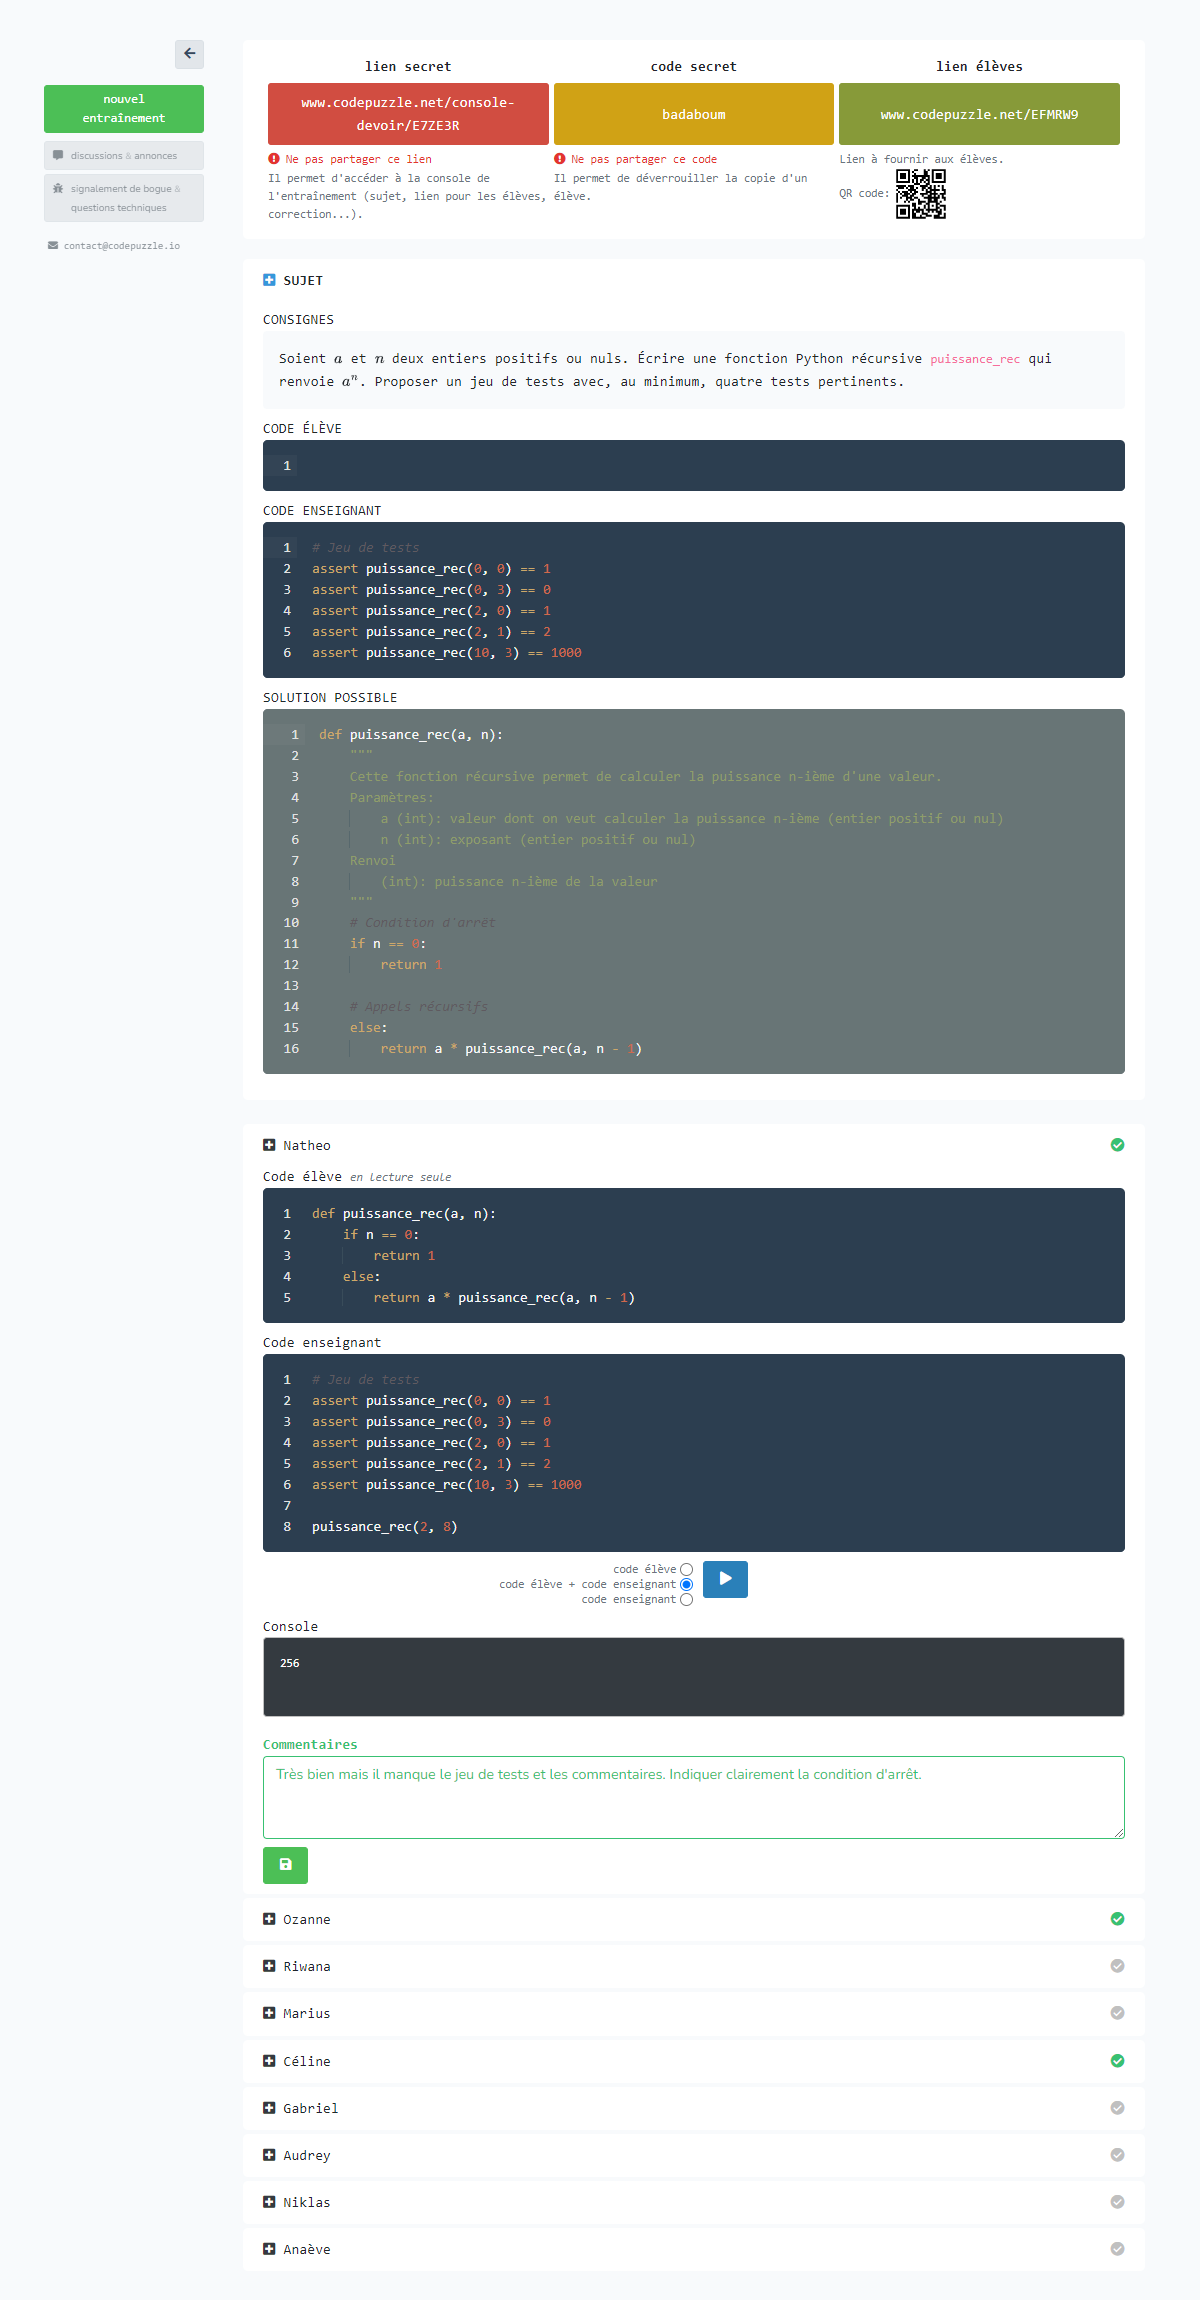 nouvel
entraînement
discussions & annonces
signalement de bogue &
questions techniques
contact@codepuzzle.io
lien secret
www.codepuzzle.net/console-
devoir/E7ZE3R
Ne pas partager ce lien
Il permet d'accéder à la console de
l'entraînement (sujet, lien pour les élèves,
correction...).
code secret
badaboum
Ne pas partager ce code
Il permet de déverrouiller la copie d'un
élève.
lien élèves
www.codepuzzle.net/EFMRW9
Lien à fournir aux élèves.
QR code:
SUJET
CONSIGNES
Soient a et n deux entiers positifs ou nuls. Écrire une fonction Python récursive puissance_rec qui
renvoie aⁿ. Proposer un jeu de tests avec, au minimum, quatre tests pertinents.
CODE ÉLÈVE
1
CODE ENSEIGNANT
1 # Jeu de tests
2 assert puissance_rec(0, 0) == 1
3 assert puissance_rec(0, 3) == 0
4 assert puissance_rec(2, 0) == 1
5 assert puissance_rec(2, 1) == 2
6 assert puissance_rec(10, 3) == 1000
SOLUTION POSSIBLE
1 def puissance_rec(a, n):
2     """
3     Cette fonction récursive permet de calculer la puissance n-ième d'une valeur.
4     Paramètres:
5         a (int): valeur dont on veut calculer la puissance n-ième (entier positif ou nul)
6         n (int): exposant (entier positif ou nul)
7     Renvoi
8         (int): puissance n-ième de la valeur
9     """
10     # Condition d'arrêt
11     if n == 0:
12         return 1
13
14     # Appels récursifs
15     else:
16         return a * puissance_rec(a, n - 1)
Natheo
Code élève en lecture seule
1 def puissance_rec(a, n):
2     if n == 0:
3         return 1
4     else:
5         return a * puissance_rec(a, n - 1)
Code enseignant
1 # Jeu de tests
2 assert puissance_rec(0, 0) == 1
3 assert puissance_rec(0, 3) == 0
4 assert puissance_rec(2, 0) == 1
5 assert puissance_rec(2, 1) == 2
6 assert puissance_rec(10, 3) == 1000
7
8 puissance_rec(2, 8)
code élève
code élève + code enseignant
code enseignant
Console
256
Commentaires
Très bien mais il manque le jeu de tests et les commentaires. Indiquer clairement la condition d'arrêt.
Ozanne
Riwana
Marius
Céline
Gabriel
Audrey
Niklas
Anaève